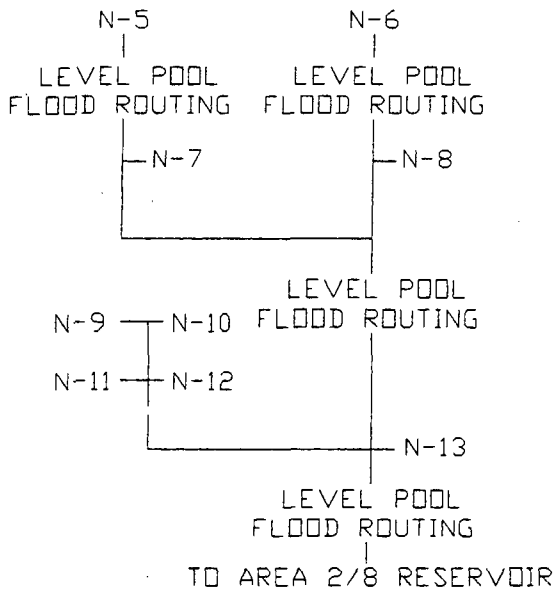 N-5
N-6
LEVEL POOL
FLOOD ROUTING
LEVEL POOL
FLOOD ROUTING
N-7
N-8
LEVEL POOL
FLOOD ROUTING
N-9
N-10
N-11
N-12
N-13
LEVEL POOL
FLOOD ROUTING
TO AREA 2/8 RESERVOIR